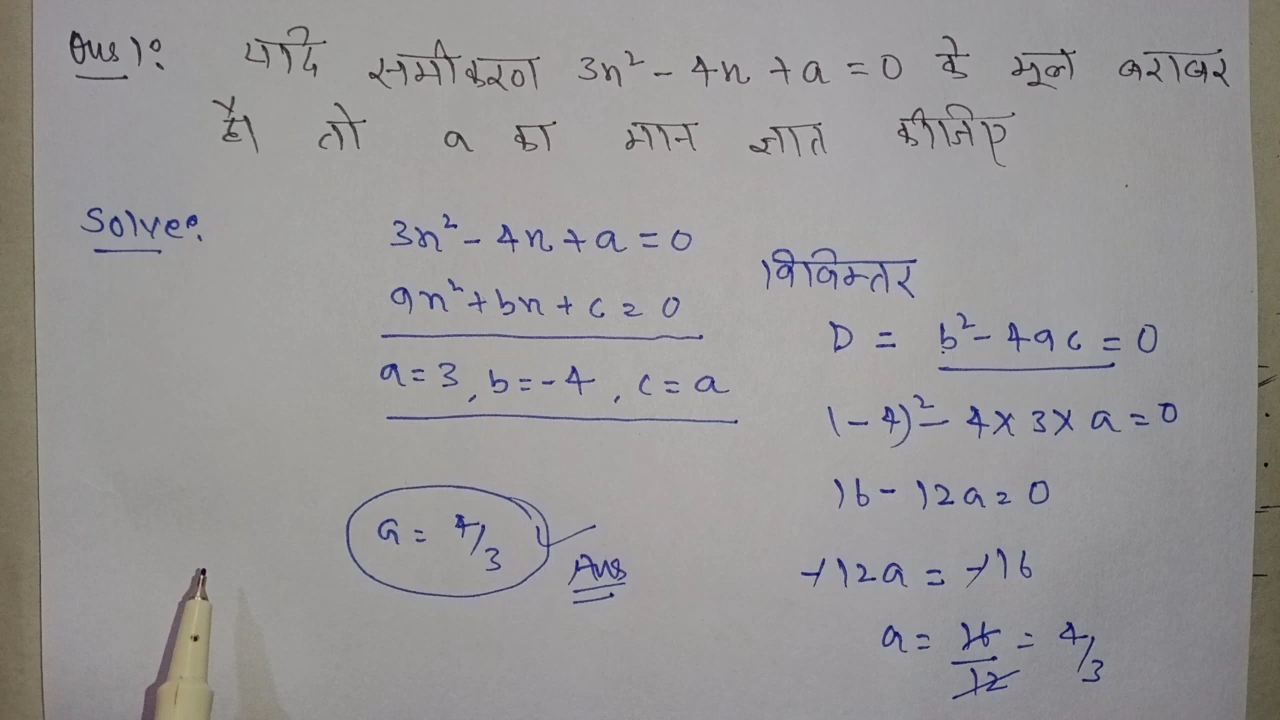 Qus 1: यदि समीकरण 3x² - 4x + a = 0 के मूल बराबर
है। तो a का मान ज्ञात कीजिए
Solve:
3x² - 4x + a = 0
ax² + bx + c = 0
a = 3, b = -4, c = a
विविक्तर
D = b² - 4ac = 0
(-4)² - 4 × 3 × a = 0
16 - 12a = 0
-12a = -16
a = 16/12 = 4/3
a = 4/3
Ans